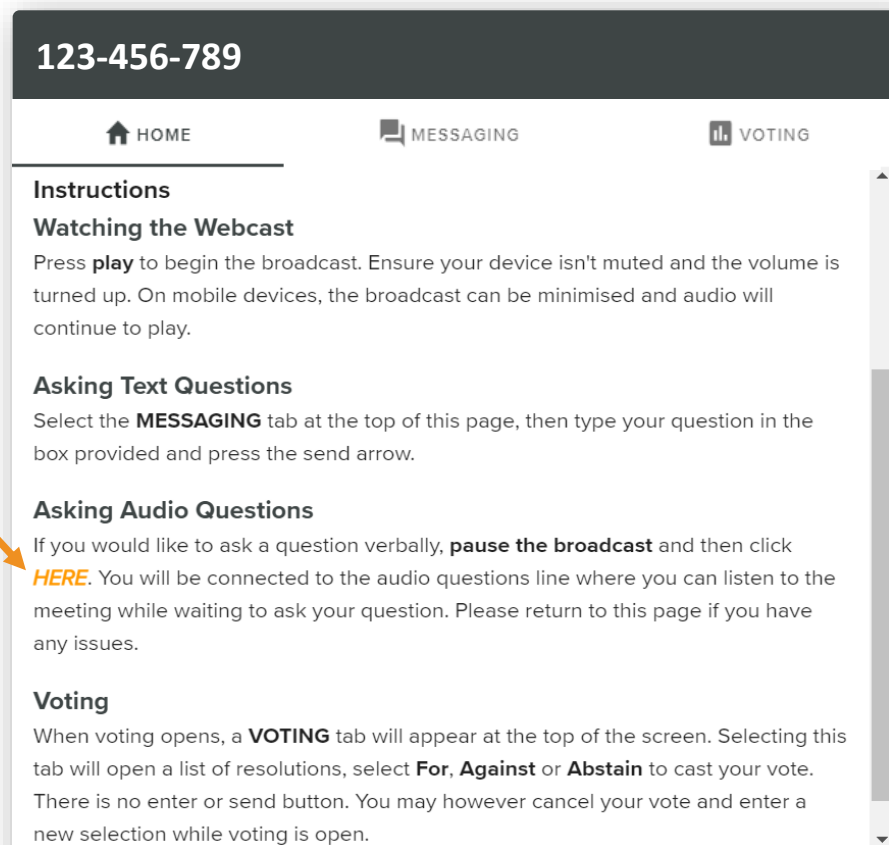 123-456-789
HOME
MESSAGING
VOTING
Instructions
Watching the Webcast
Press play to begin the broadcast. Ensure your device isn't muted and the volume is
turned up. On mobile devices, the broadcast can be minimised and audio will
continue to play.
Asking Text Questions
Select the MESSAGING tab at the top of this page, then type your question in the
box provided and press the send arrow.
Asking Audio Questions
If you would like to ask a question verbally, pause the broadcast and then click
HERE. You will be connected to the audio questions line where you can listen to the
meeting while waiting to ask your question. Please return to this page if you have
any issues.
Voting
When voting opens, a VOTING tab will appear at the top of the screen. Selecting this
tab will open a list of resolutions, select For, Against or Abstain to cast your vote.
There is no enter or send button. You may however cancel your vote and enter a
new selection while voting is open.